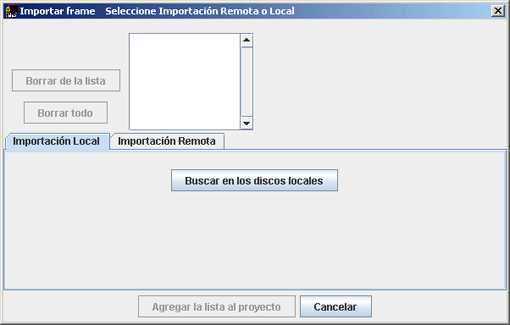 Importar frame Seleccione Importación Remota o Local
Borrar de la lista
Borrar todo
Importación Local Importación Remota
Buscar en los discos locales
Agregar la lista al proyecto Cancelar